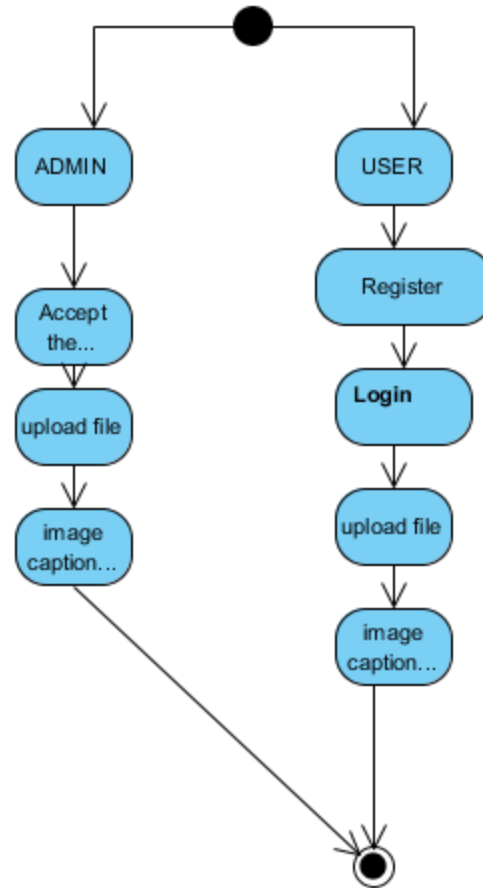 ADMIN
USER
Register
Accept
the...
Login
upload file
upload file
image
caption...
image
caption...